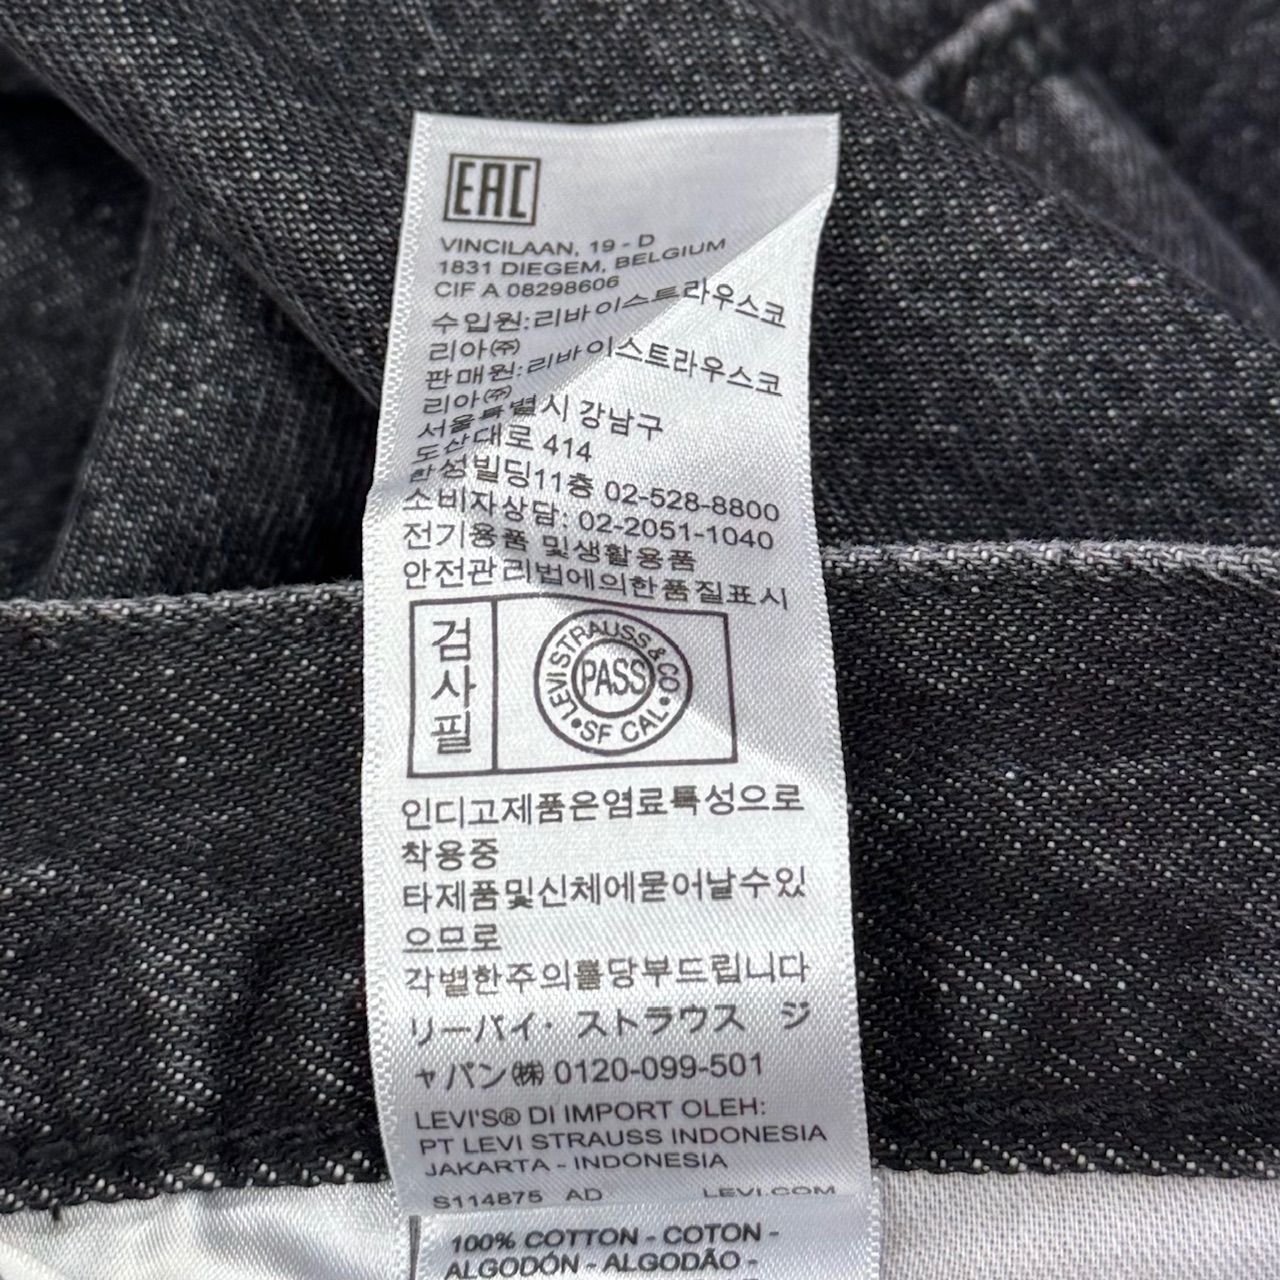 EAC
VINCILAAN, 19 - D
1831 DIEGEM, BELGIUM
CIF A 08298606
수입원:리바이스트라우스코
리아㈜
판매원:리바이스트라우스코
리아㈜
서울특별시 강남구
도산대로 414
한성빌딩11층 02-528-8800
소비자상담: 02-2051-1040
전기용품 및생활용품
안전관리법에의한품질표시
검
사
필
LEVI STRAUSS & CO
PASS
SF CAL
인디고제품은염료특성으로
착용중
타제품및신체에묻어날수있
으므로
각별한주의를당부드립니다
リーバイ・ストラウス ジ
ャパン㈱ 0120-099-501
LEVI'S® DI IMPORT OLEH:
PT LEVI STRAUSS INDONESIA
JAKARTA - INDONESIA
S114875 AD LEVI.COM
100% COTTON - COTON -
ALGODÓN - ALGODÃO -